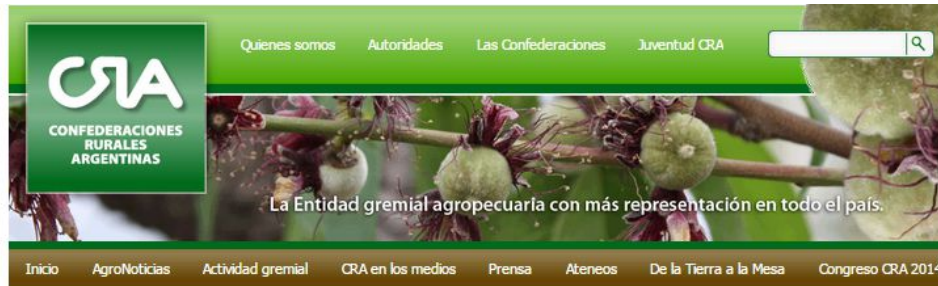 Quienes somos Autoridades Las Confederaciones Juventud CRA
CRA
CONFEDERACIONES
RURALES
ARGENTINAS
La Entidad gremial agropecuaria con más representación en todo el país.
Inicio AgroNoticias Actividad gremial CRA en los medios Prensa Ateneos De la Tierra a la Mesa Congreso CRA 2014